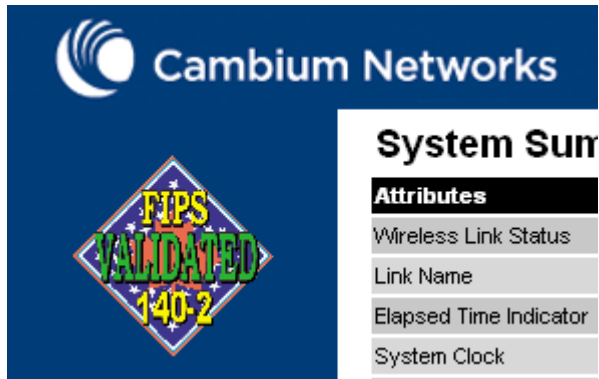 Cambium Networks
System Sum
Attributes
Wireless Link Status
Link Name
Elapsed Time Indicator
System Clock
FIPS
VALIDATED
140-2